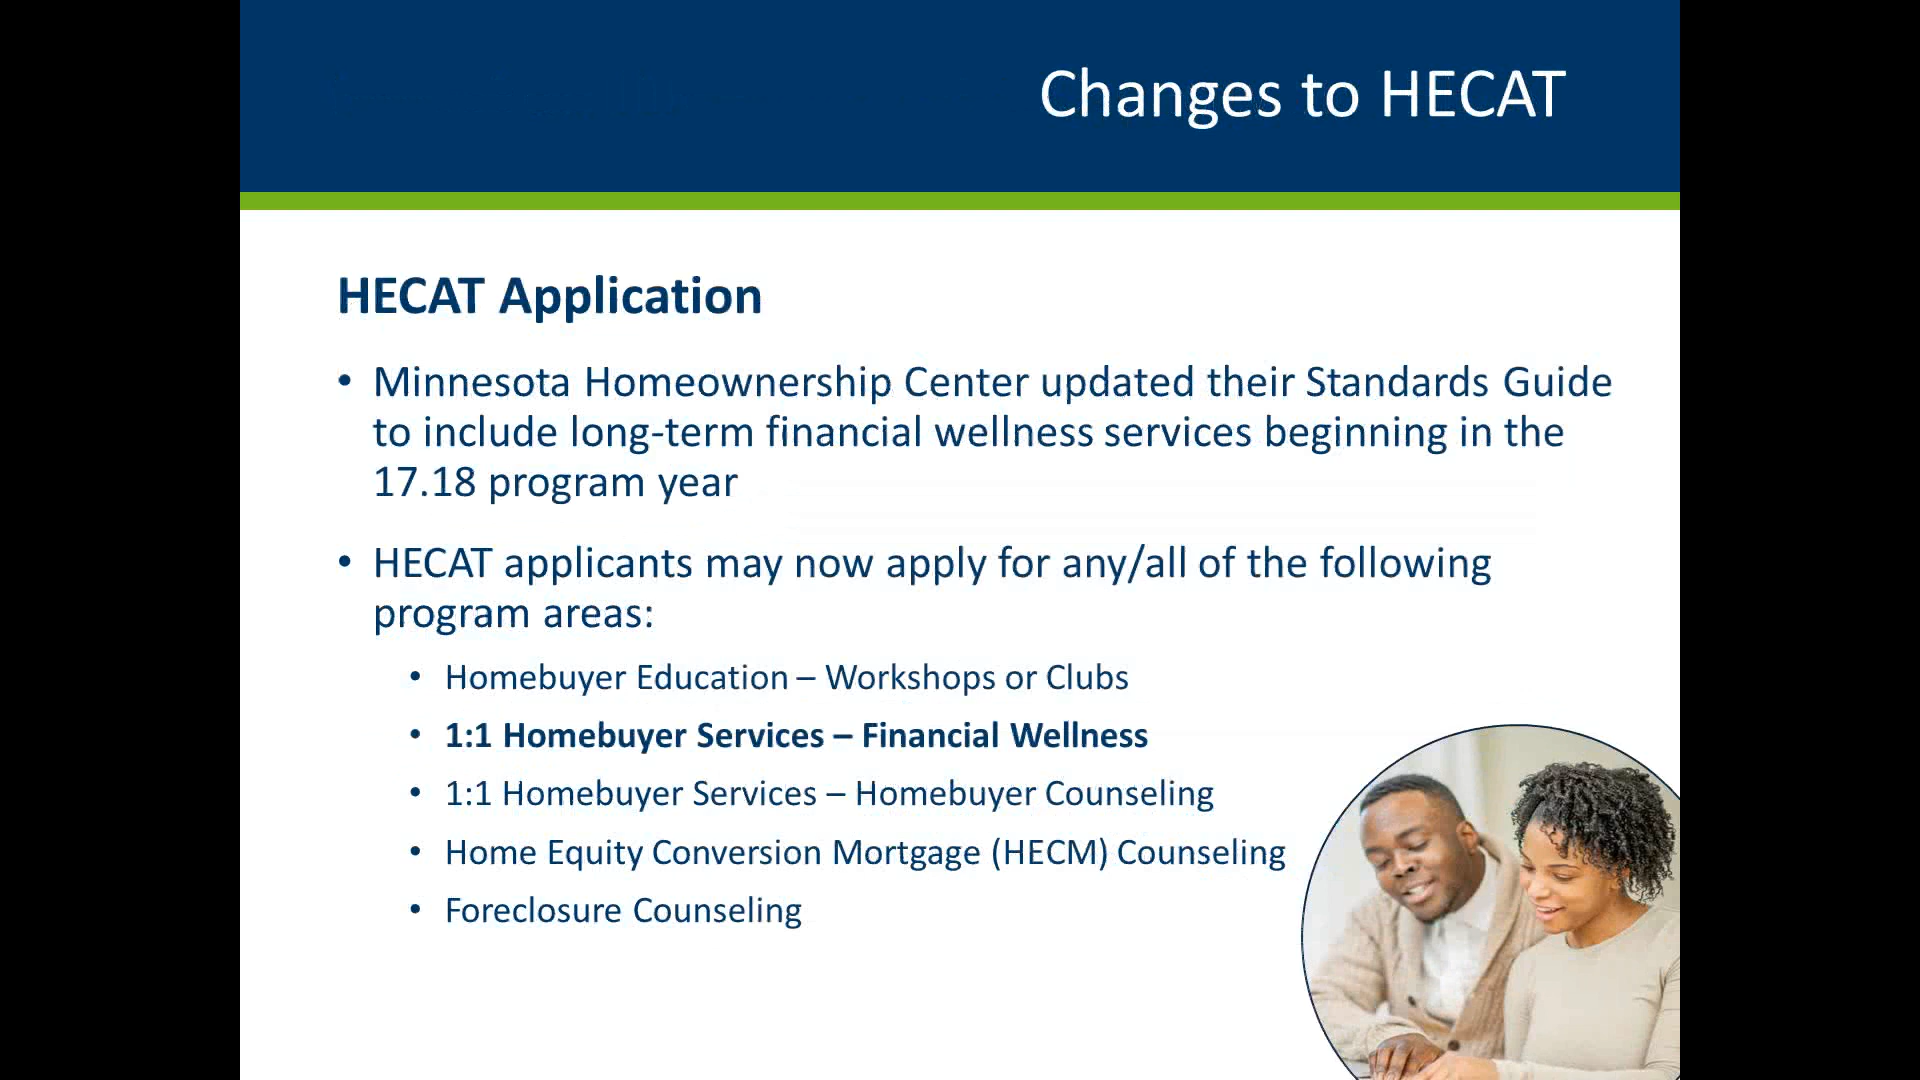 Changes to HECAT
HECAT Application
• Minnesota Homeownership Center updated their Standards Guide
to include long-term financial wellness services beginning in the
17.18 program year
• HECAT applicants may now apply for any/all of the following
program areas:
• Homebuyer Education – Workshops or Clubs
• 1:1 Homebuyer Services – Financial Wellness
• 1:1 Homebuyer Services – Homebuyer Counseling
• Home Equity Conversion Mortgage (HECM) Counseling
• Foreclosure Counseling